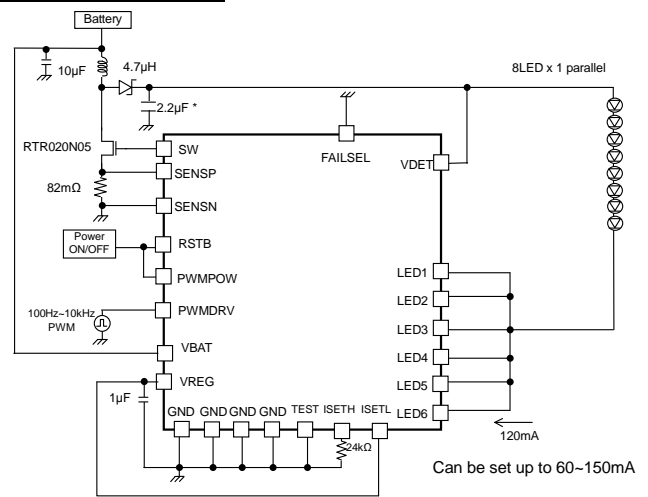 Battery
10µF
4.7µH
2.2µF *
8LED x 1 parallel
RTR020N05
82mΩ
SW
SENSP
SENSN
FAILSEL
VDET
Power
ON/OFF
RSTB
PWMPOW
100Hz~10kHz
PWM
PWMDRV
VBAT
VREG
1µF
LED1
LED2
LED3
LED4
LED5
LED6
GND GND GND GND TEST ISETH ISETL
24kΩ
120mA
Can be set up to 60~150mA